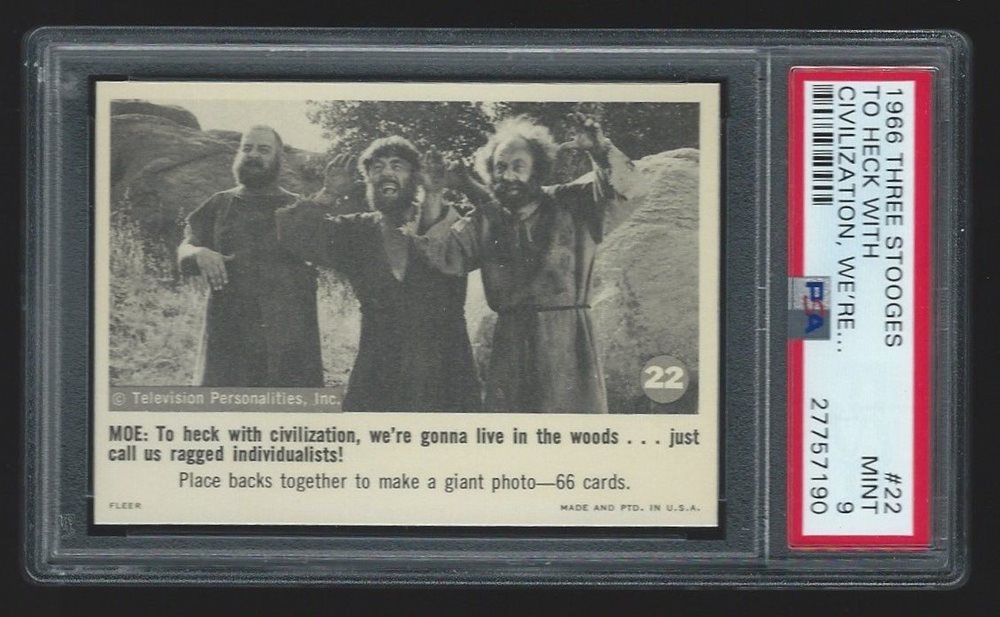 © Television Personalities, Inc.
22
MOE: To heck with civilization, we're gonna live in the woods . . . just
call us ragged individualists!
Place backs together to make a giant photo—66 cards.
FLEER
MADE AND PTD. IN U.S.A.
1966 THREE STOOGES
TO HECK WITH
CIVILIZATION, WE'RE...
PSA
#22
MINT
9
27757190